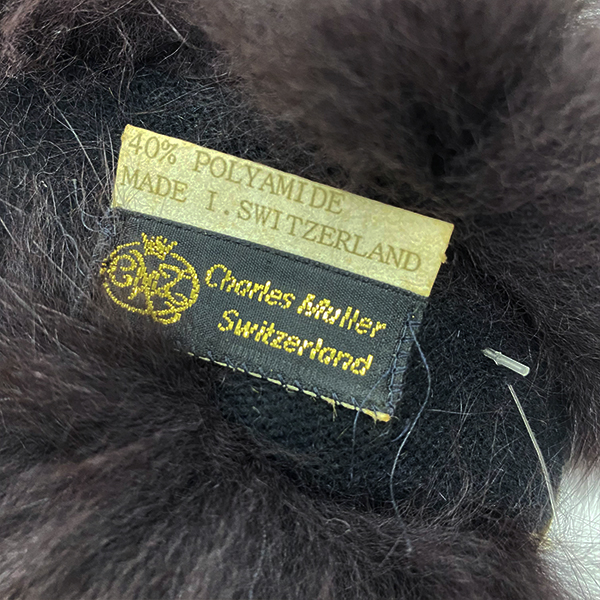 40% POLYAMIDE
MADE I. SWITZERLAND
Charles Muller
Switzerland